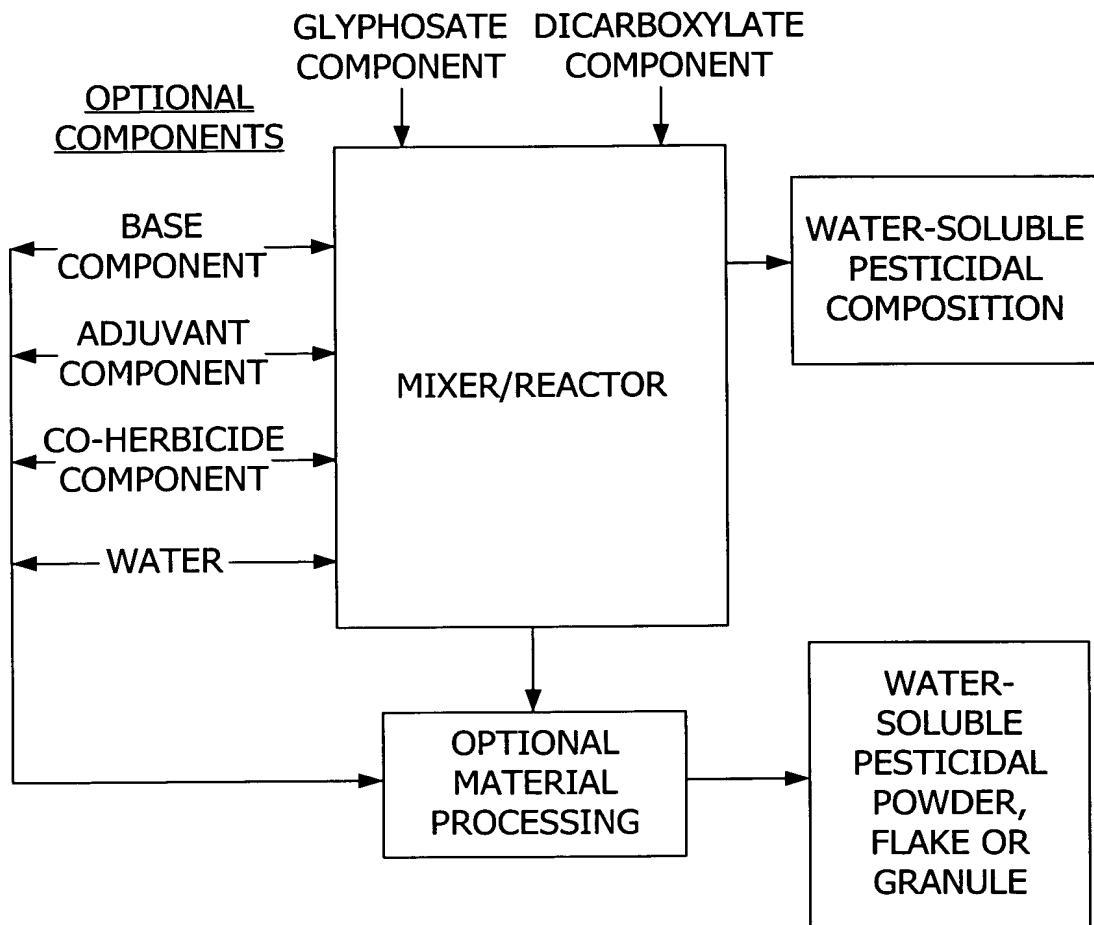 GLYPHOSATE
COMPONENT
DICARBOXYLATE
COMPONENT
OPTIONAL
COMPONENTS
BASE
COMPONENT
ADJUVANT
COMPONENT
CO-HERBICIDE
COMPONENT
WATER
MIXER/REACTOR
WATER-SOLUBLE
PESTICIDAL
COMPOSITION
OPTIONAL
MATERIAL
PROCESSING
WATER-
SOLUBLE
PESTICIDAL
POWDER,
FLAKE OR
GRANULE